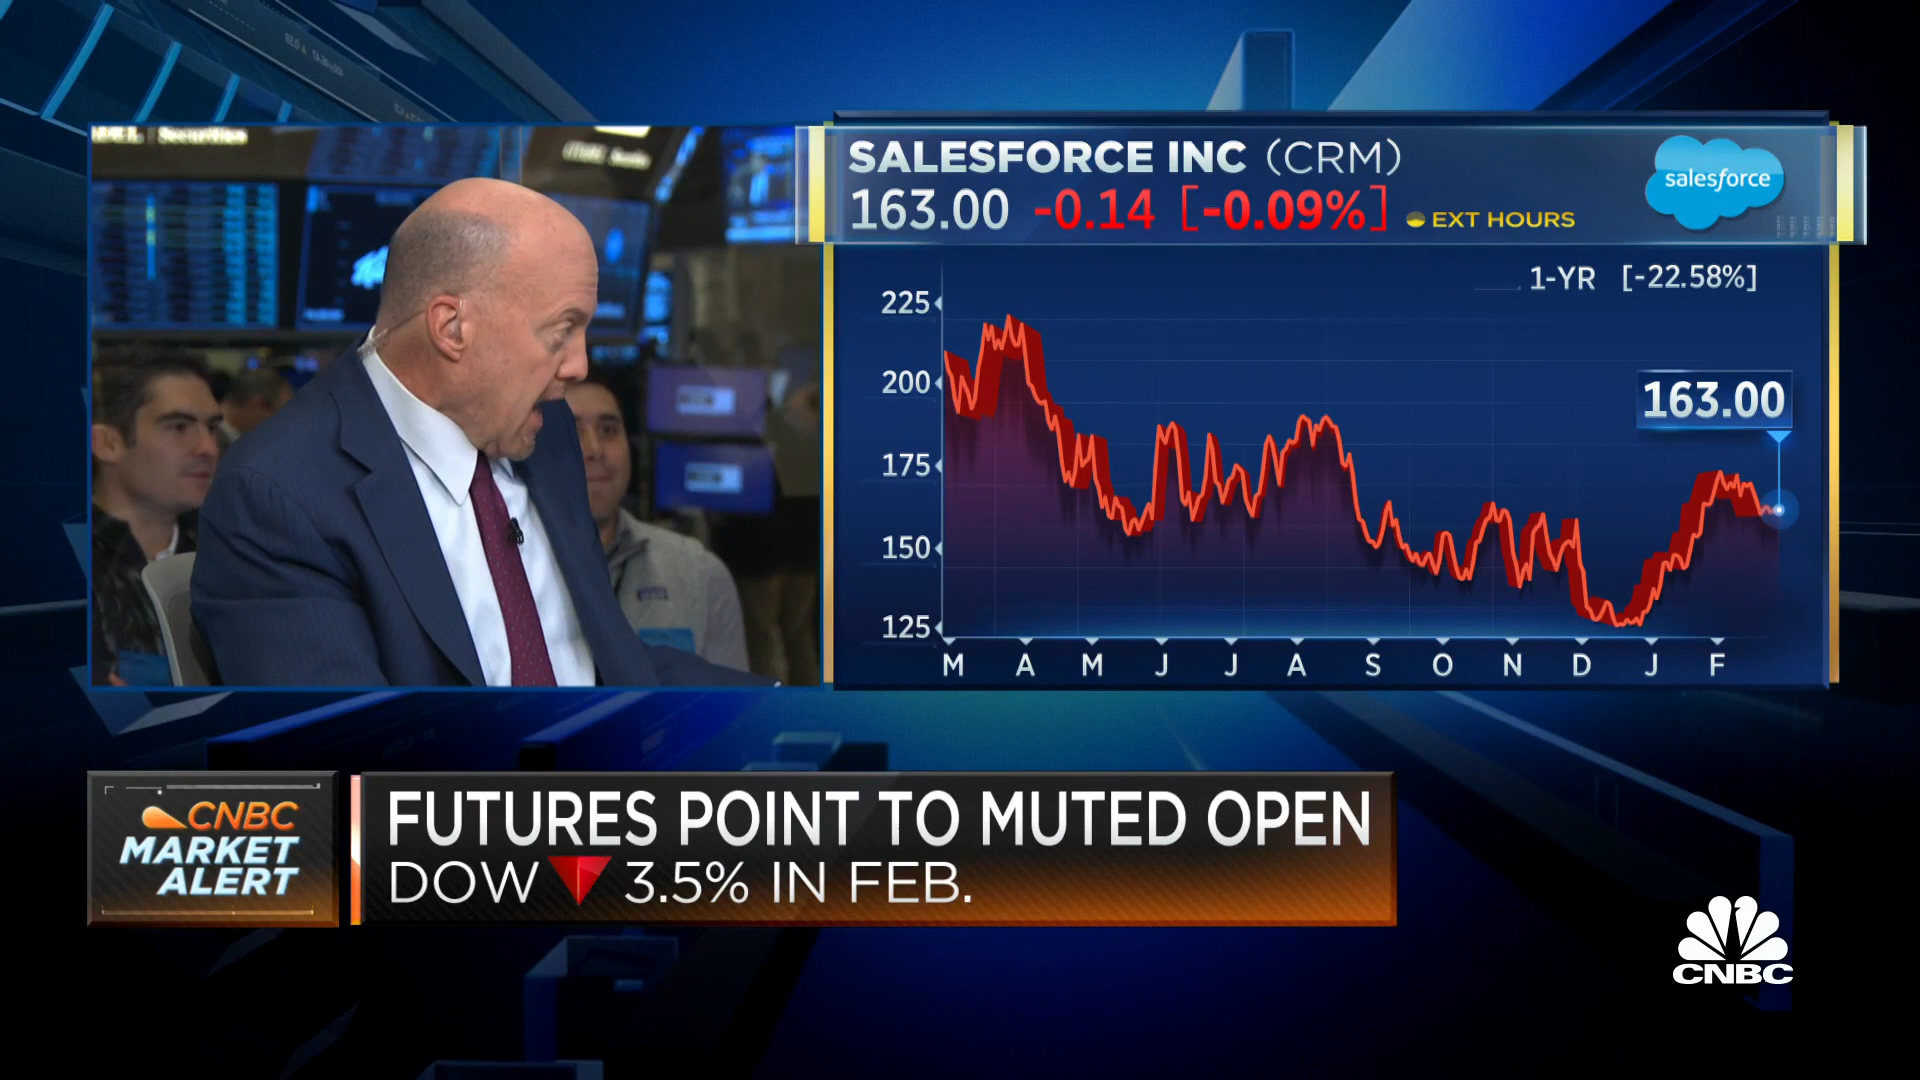 Securities
SALESFORCE INC (CRM)
163.00 -0.14 [-0.09%] EXT HOURS
salesforce
1-YR [-22.58%]
225
200
175
150
125
163.00
M A M J J A S O N D J F
CNBC
MARKET
ALERT
FUTURES POINT TO MUTED OPEN
DOW 3.5% IN FEB.
CNBC